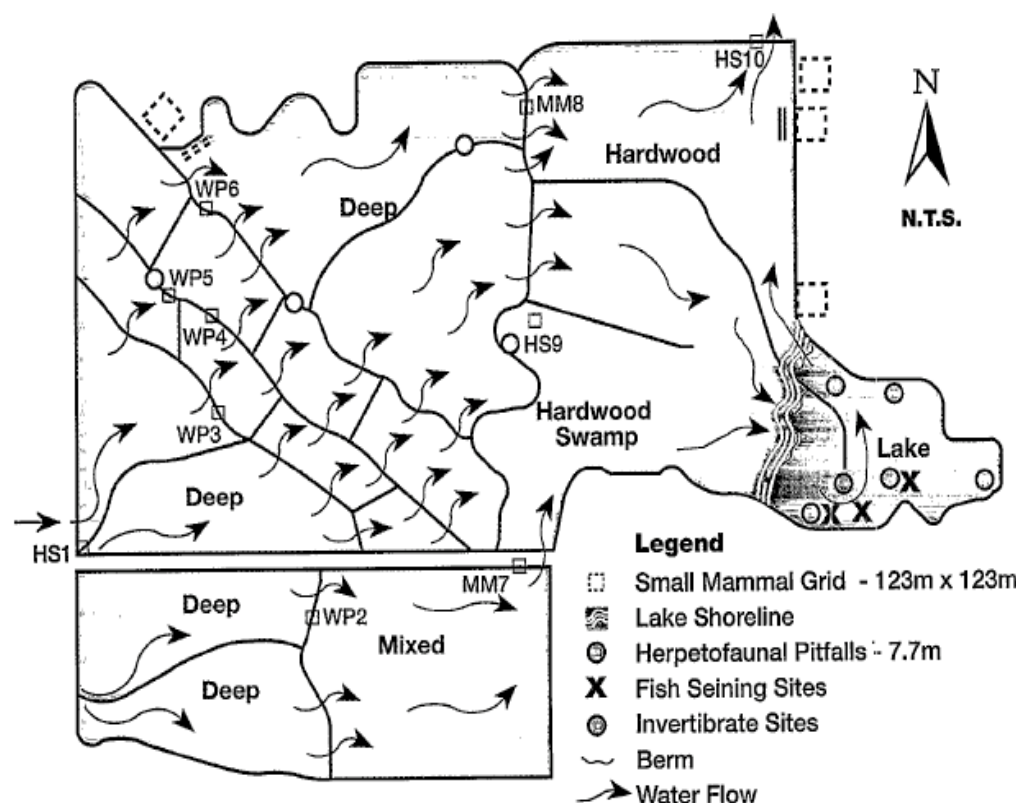 HS10
N
MM8
Hardwood
N.T.S.
WP6
Deep
WP5
WP4
HS9
WP3
Hardwood
Swamp
Lake
Deep
HS1
Legend
MM7
Small Mammal Grid - 123m x 123m
Deep
WP2
Lake Shoreline
Mixed
Herpetofaunal Pitfalls - 7.7m
Deep
X Fish Seining Sites
Invertibrate Sites
Berm
Water Flow